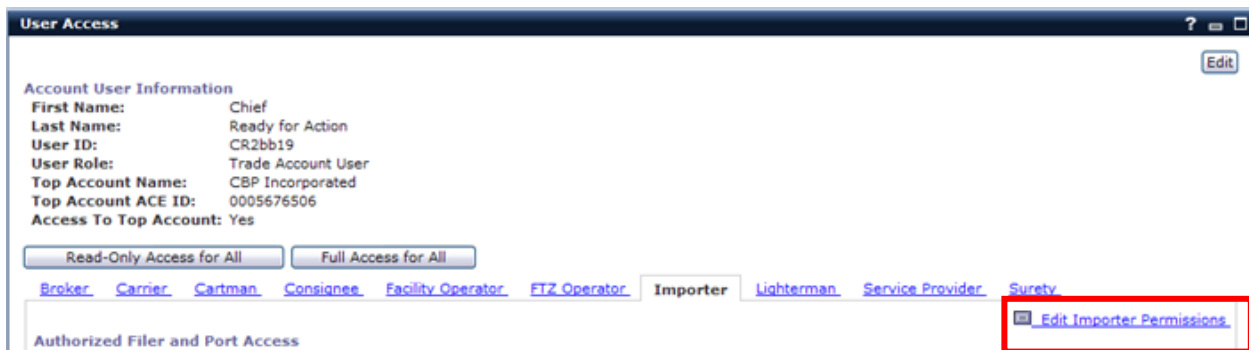 User Access ?
Edit
Account User Information
First Name: Chief
Last Name: Ready for Action
User ID: CR2bb19
User Role: Trade Account User
Top Account Name: CBP Incorporated
Top Account ACE ID: 0005676506
Access To Top Account: Yes
Read-Only Access for All Full Access for All
Broker Carrier Cartman Consignee Facility Operator FTZ Operator Importer Lighterman Service Provider Surety
Edit Importer Permissions
Authorized Filer and Port Access